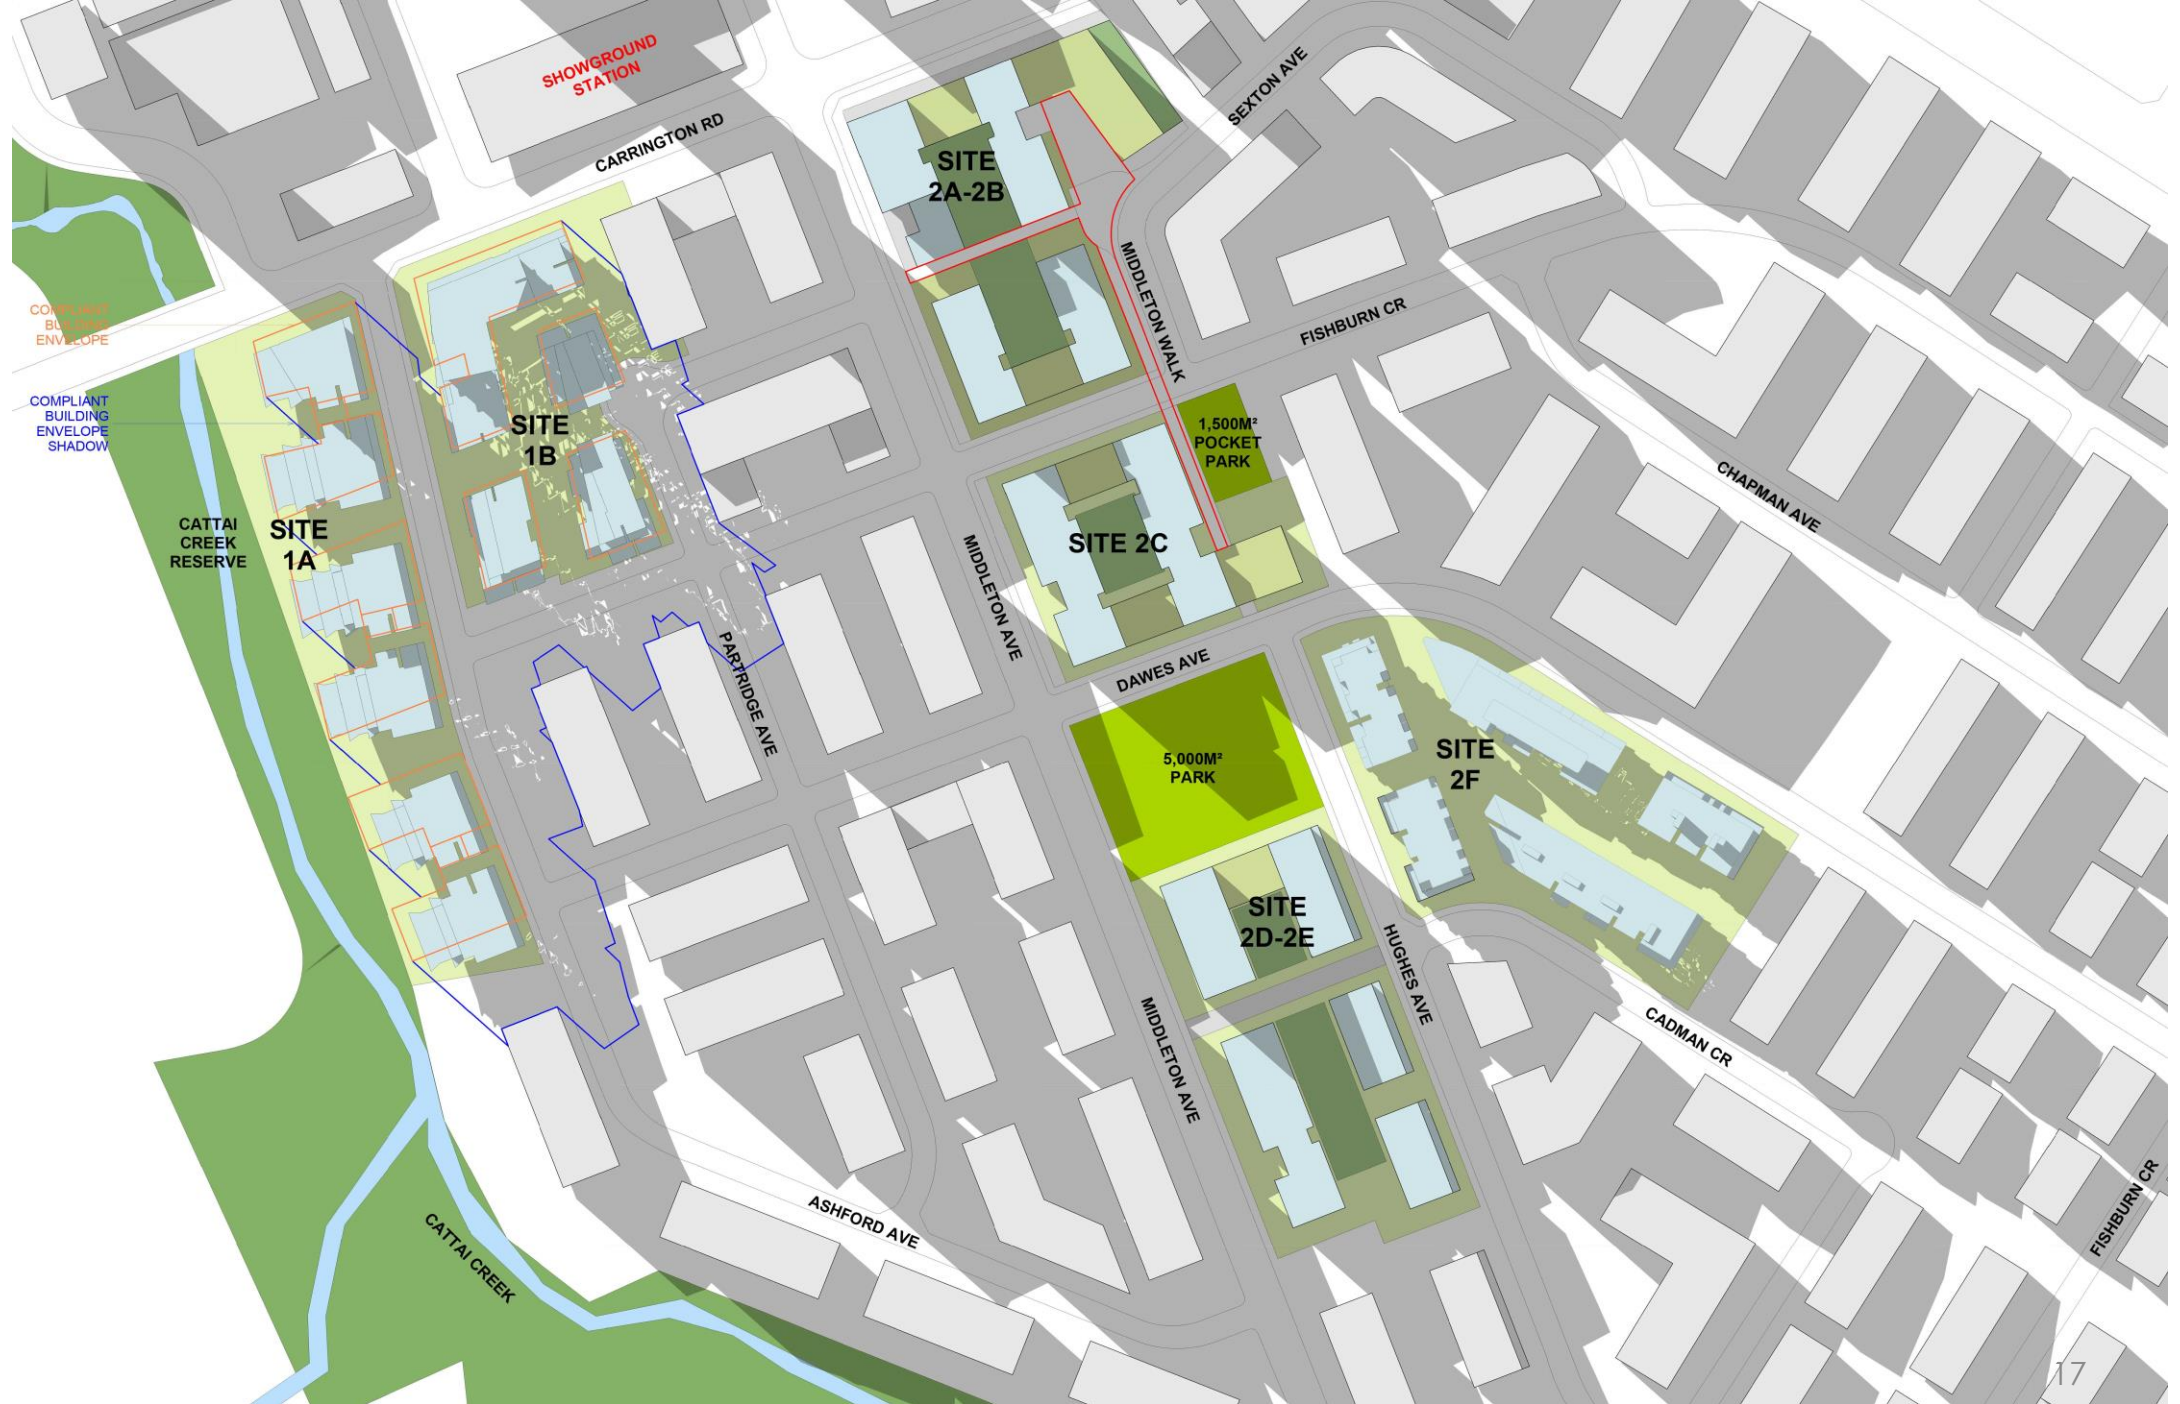 SHOWGROUND
STATION
CARRINGTON RD
SEXTON AVE
SITE
2A-2B
MIDDLETON WALK
FISHBURN CR
COMPLIANT
BUILDING
ENVELOPE
COMPLIANT
BUILDING
ENVELOPE
SHADOW
SITE
1B
1,500M²
POCKET
PARK
CHAPMAN AVE
CATTAI
CREEK
RESERVE
SITE
1A
SITE 2C
MIDDLETON AVE
DAWES AVE
PARTRIDGE AVE
5,000M²
PARK
SITE
2F
SITE
2D-2E
HUGHES AVE
MIDDLETON AVE
CADMAN CR
FISHBURN CR
ASHFORD AVE
CATTAI CREEK
17